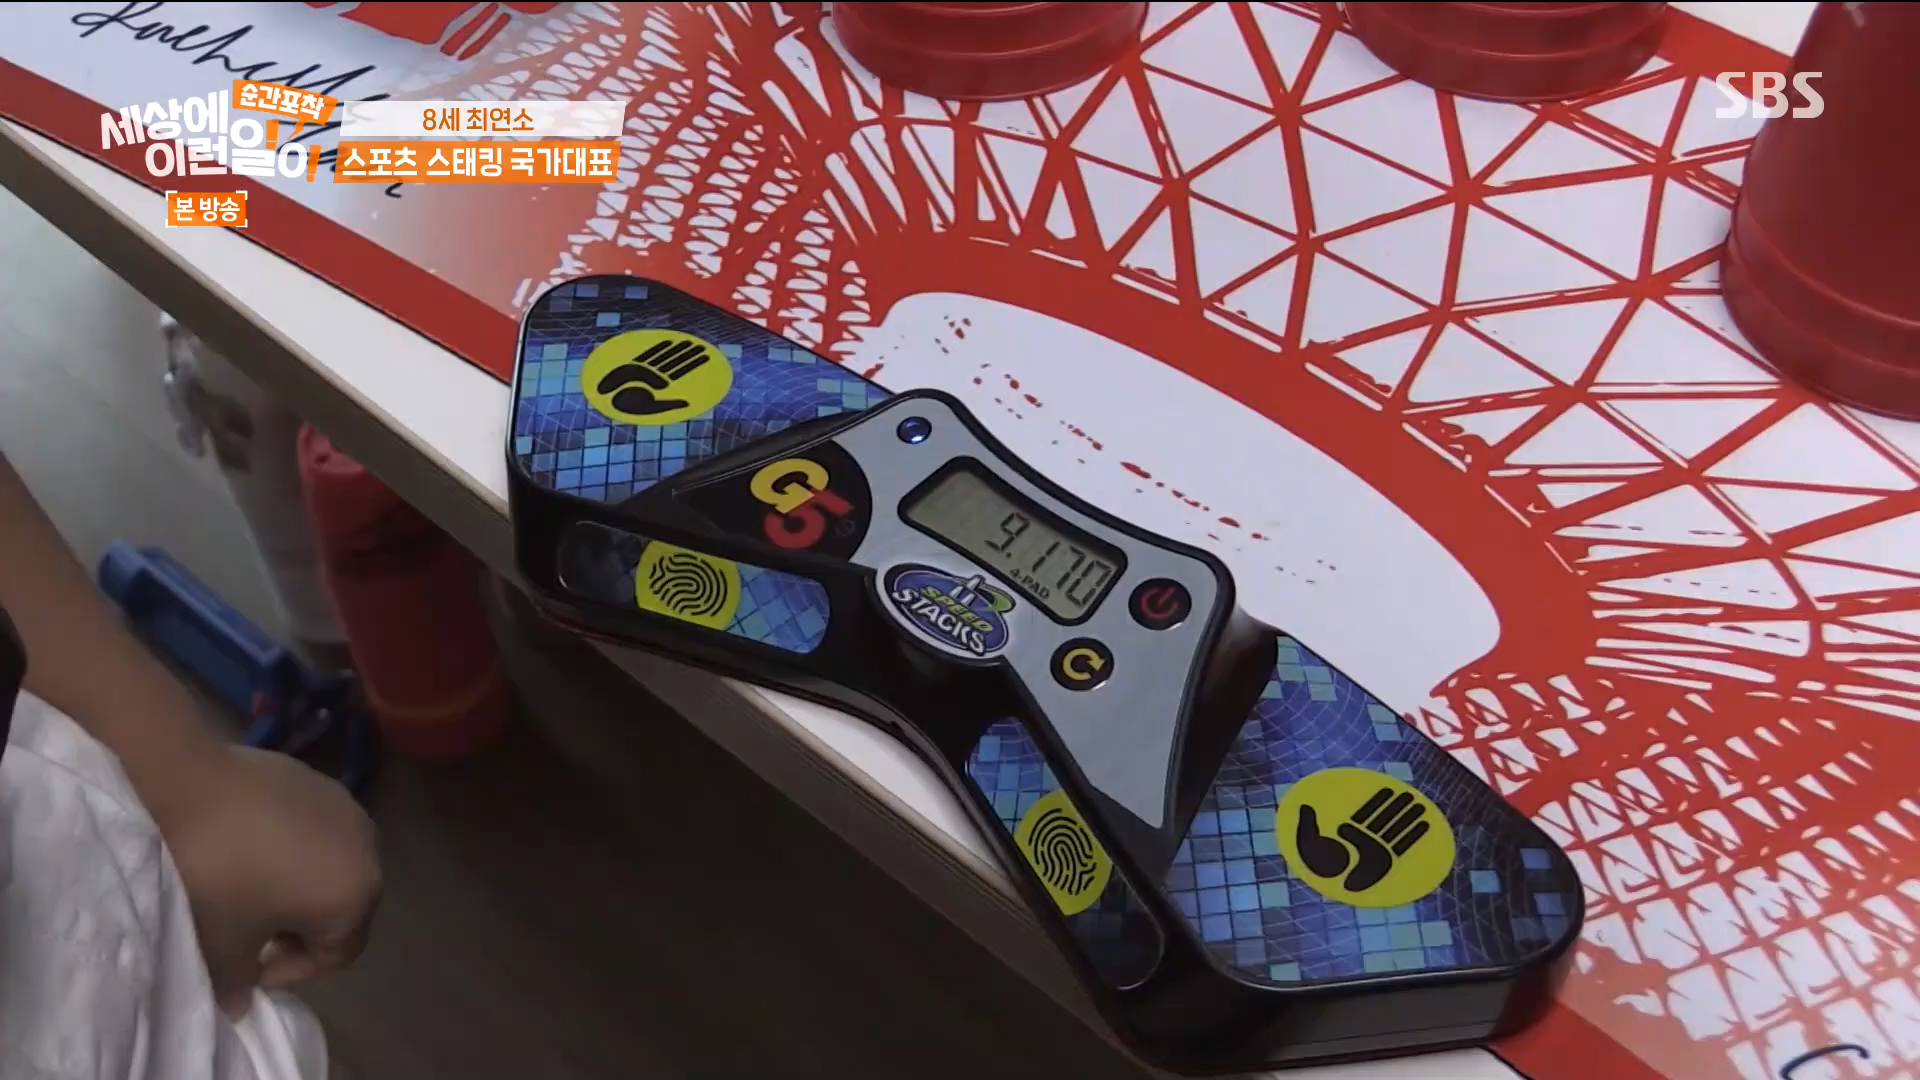 순간포착
세상에
이런일이!
본 방송
8세 최연소
스포츠 스태킹 국가대표
SBS
G5
9.170
4-PAD
SPEED
STACKS